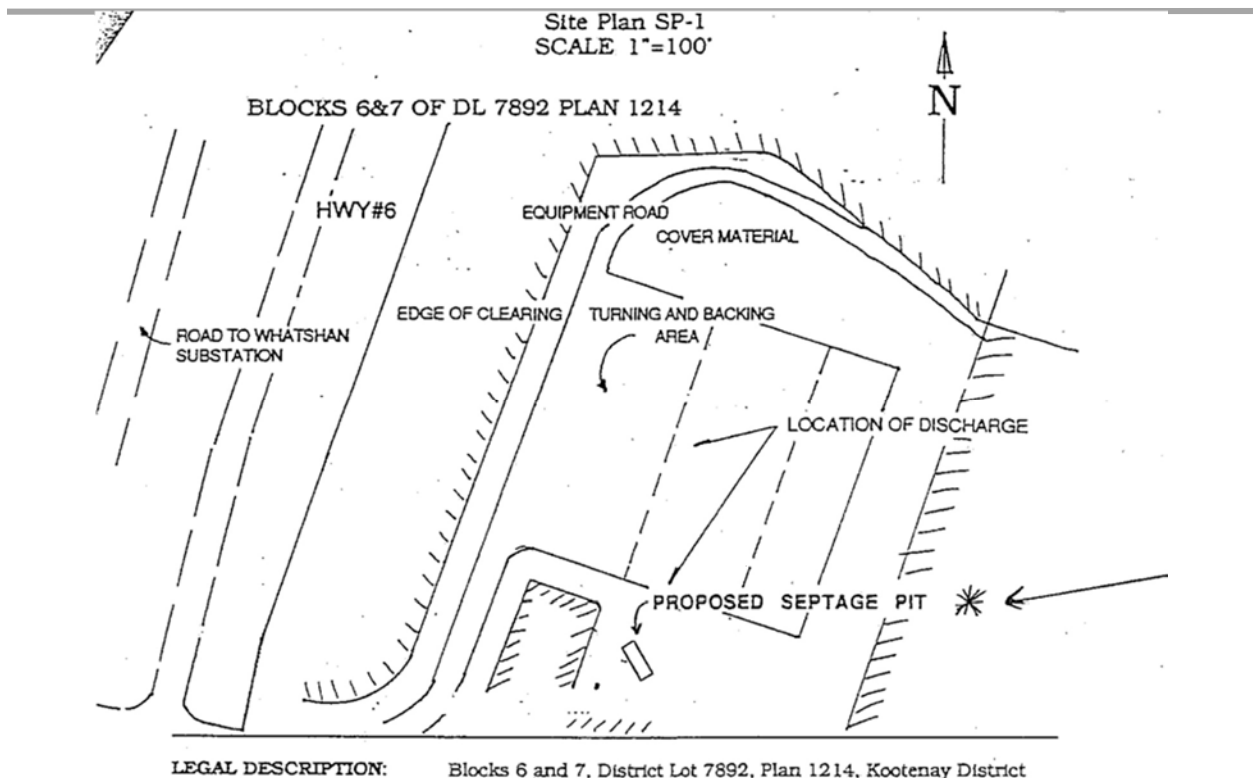 Site Plan SP-1
SCALE 1"=100'
N
BLOCKS 6&7 OF DL 7892 PLAN 1214
HWY#6
EQUIPMENT ROAD
COVER MATERIAL
EDGE OF CLEARING
TURNING AND BACKING
AREA
ROAD TO WHATSHAN
SUBSTATION
LOCATION OF DISCHARGE
PROPOSED SEPTAGE PIT
LEGAL DESCRIPTION: Blocks 6 and 7, District Lot 7892, Plan 1214, Kootenay District